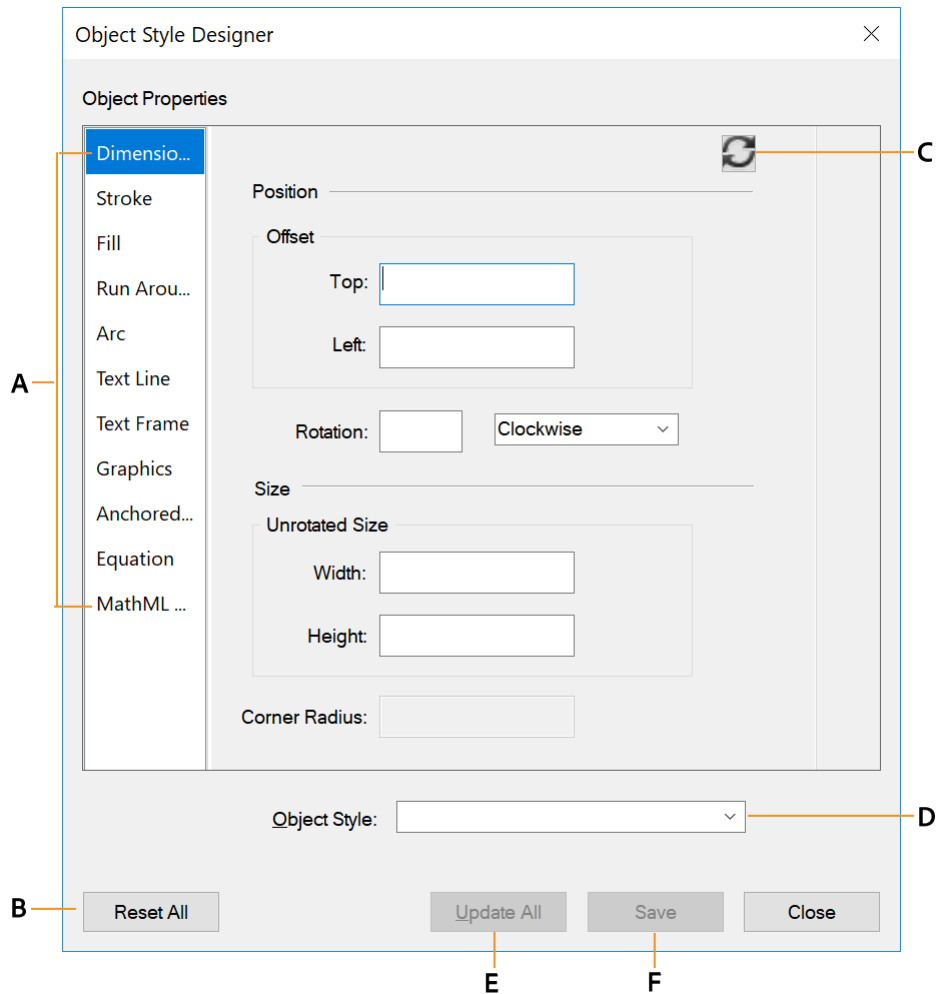 Object Style Designer
Object Properties
Dimensio...
Stroke
Fill
Run Arou...
Arc
Text Line
Text Frame
Graphics
Anchored...
Equation
MathML ...
Position
Offset
Top:
Left:
Rotation:
Clockwise
Size
Unrotated Size
Width:
Height:
Corner Radius:
Object Style:
Reset All
Update All
Save
Close
A
B
C
D
E
F